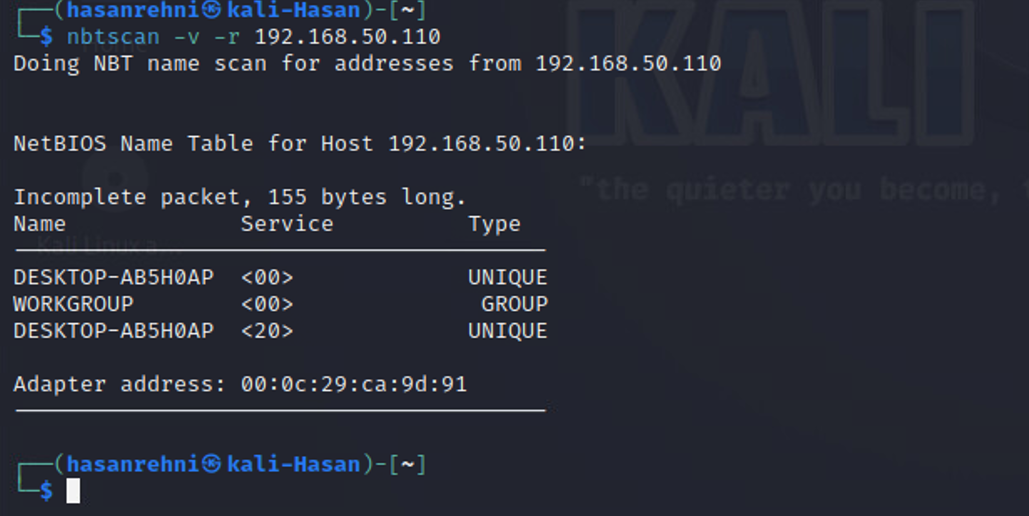 ┌──(hasanrehni㉿kali-Hasan)-[~]
└─$ nbtscan -v -r 192.168.50.110
Doing NBT name scan for addresses from 192.168.50.110
KALI
NetBIOS Name Table for Host 192.168.50.110:
"the quieter you become,
Incomplete packet, 155 bytes long.
Name Service Type
Kali Linux a...
DESKTOP-AB5H0AP <00> UNIQUE
WORKGROUP <00> GROUP
DESKTOP-AB5H0AP <20> UNIQUE
Adapter address: 00:0c:29:ca:9d:91
┌──(hasanrehni㉿kali-Hasan)-[~]
└─$